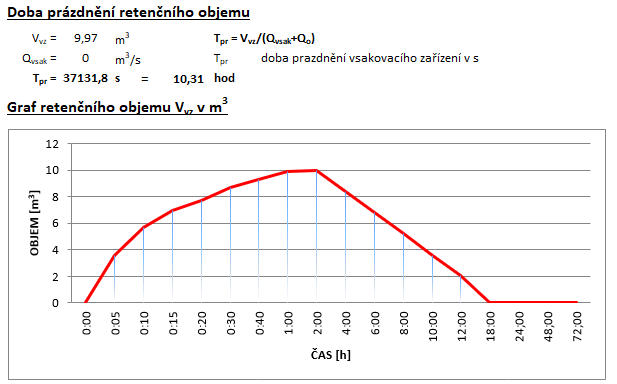 Doba prázdnění retenčního objemu
Vvz = 9,97 m3 Tpr = Vvz/(Qvsak+Qo)
Qvsak = 0 m3/s Tpr doba prazdnění vsakovacího zařízení v s
Tpr = 37131,8 s = 10,31 hod
Graf retenčního objemu Vvz v m3
12
10
8
6
4
2
0
OBJEM [m3]
0:00 0:05 0:10 0:15 0:20 0:30 0:40 1:00 2:00 4:00 6:00 8:00 10:00 12:00 18:00 24,00 48,00 72,00
ČAS [h]